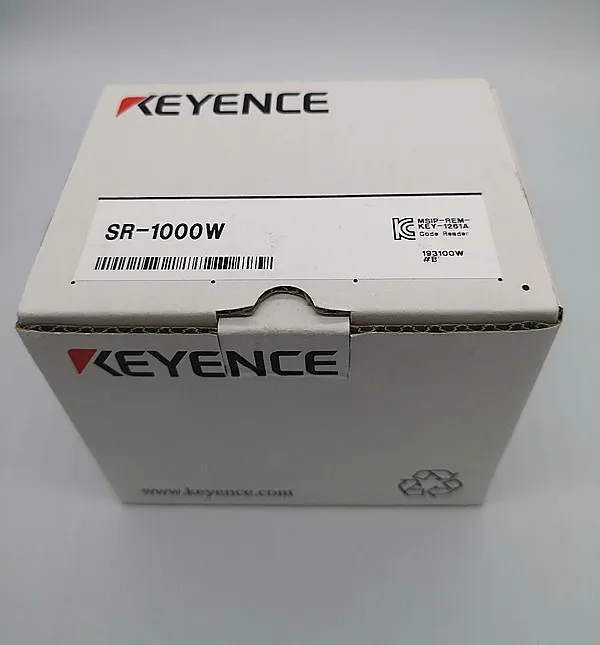 KEYENCE
SR-1000W
MSIP-REM-
KEY-1261A
Code Reader
193100W
#B
KEYENCE
www.keyence.com